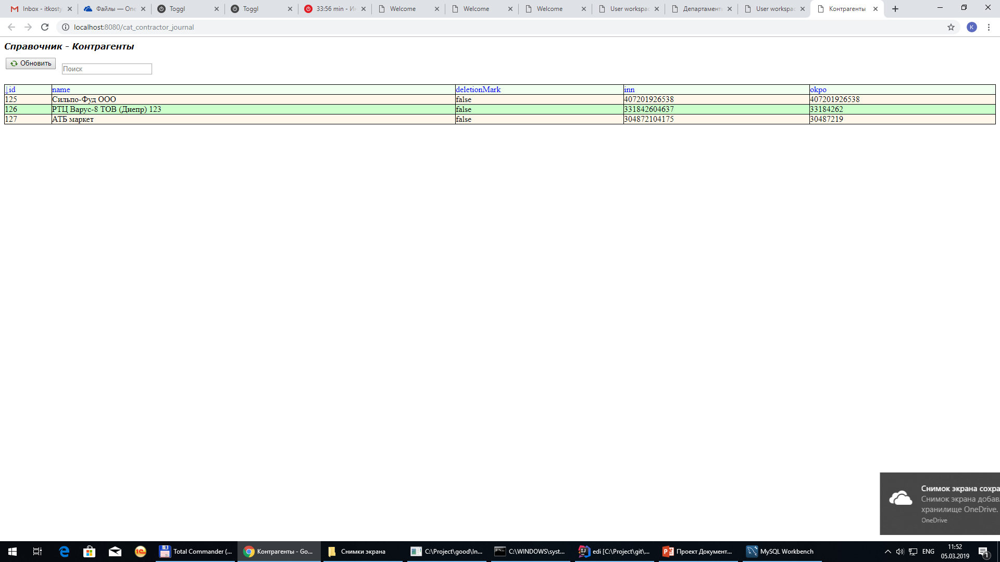 Inbox - itkosty
Файлы — One
Toggl
Toggl
33:56 min - И
Welcome
Welcome
Welcome
User workspac
Департамент
User workspac
Контрагенты
localhost:8080/cat_contractor_journal
K
Справочник - Контрагенты
Обновить
Поиск
↓id name deletionMark inn okpo
125 Сильпо-Фуд ООО false 407201926538 407201926538
126 РТЦ Варус-8 ТОВ (Днепр) 123 false 331842604637 33184262
127 АТБ маркет false 304872104175 30487219
Снимок экрана сохра
Снимок экрана добав
хранилище OneDrive.
OneDrive
Total Commander (...
Контрагенты - Go...
Снимки экрана
C:\Project\good\In...
C:\WINDOWS\syst...
edi [C:\Project\git\...
Проект Документ...
MySQL Workbench
ENG
11:52
05.03.2019
1